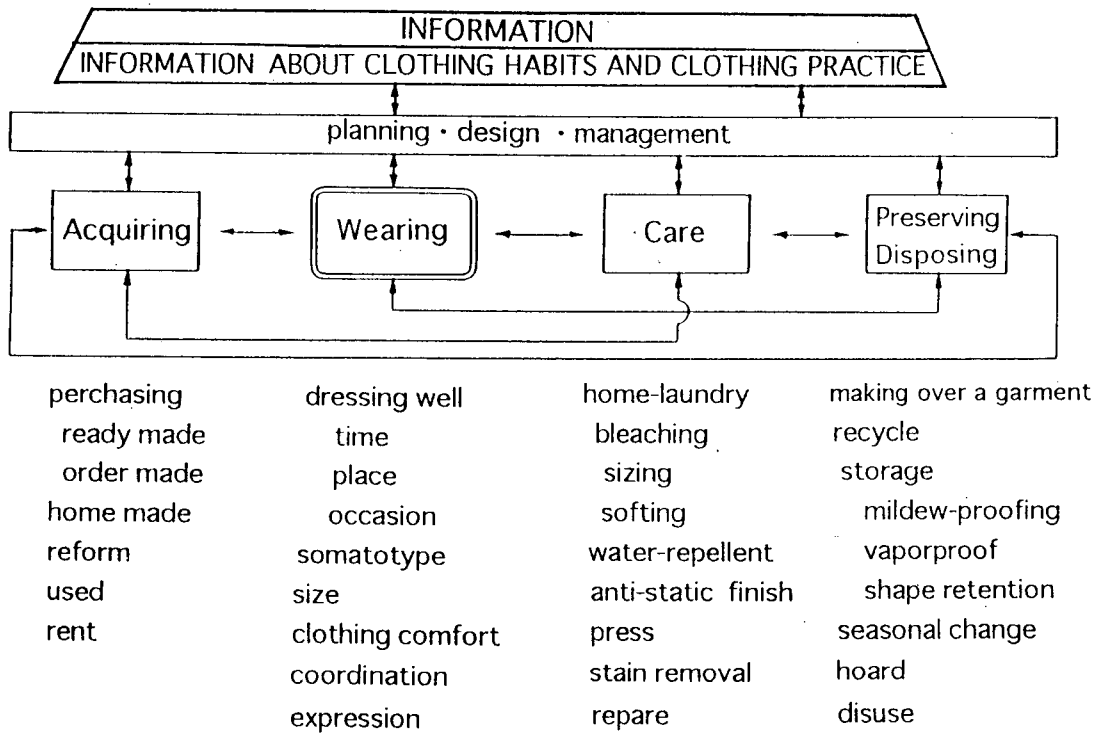 INFORMATION
INFORMATION ABOUT CLOTHING HABITS AND CLOTHING PRACTICE
planning・design・management
Acquiring
Wearing
Care
Preserving
Disposing
perchasing
ready made
order made
home made
reform
used
rent
dressing well
time
place
occasion
somatotype
size
clothing comfort
coordination
expression
home-laundry
bleaching
sizing
softing
water-repellent
anti-static finish
press
stain removal
repare
making over a garment
recycle
storage
mildew-proofing
vaporproof
shape retention
seasonal change
hoard
disuse